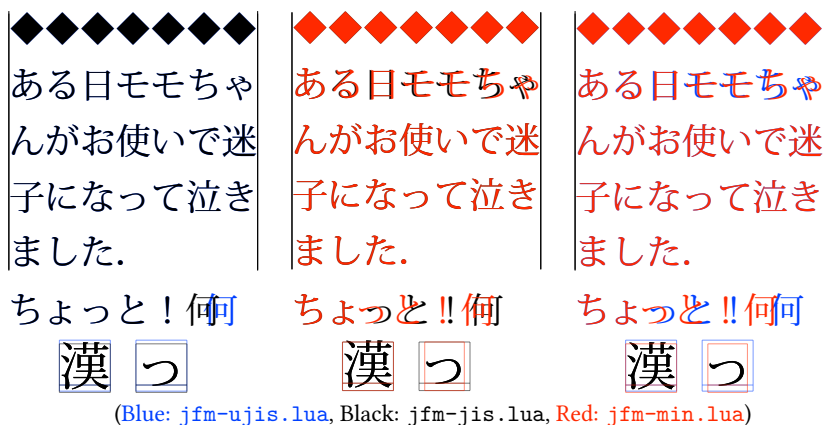 ◆◆◆◆◆◆◆ ◆◆◆◆◆◆◆ ◆◆◆◆◆◆◆
ある日モモちゃ ある日モモちゃ ある日モモちゃ
んがお使いで迷 んがお使いで迷 んがお使いで迷
子になって泣き 子になって泣き 子になって泣き
ました. ました. ました.
ちょっと！何 ちょっと！何 ちょっと！何
漢 っ 漢 っ 漢 っ
(Blue: jfm-ujis.lua, Black: jfm-jis.lua, Red: jfm-min.lua)